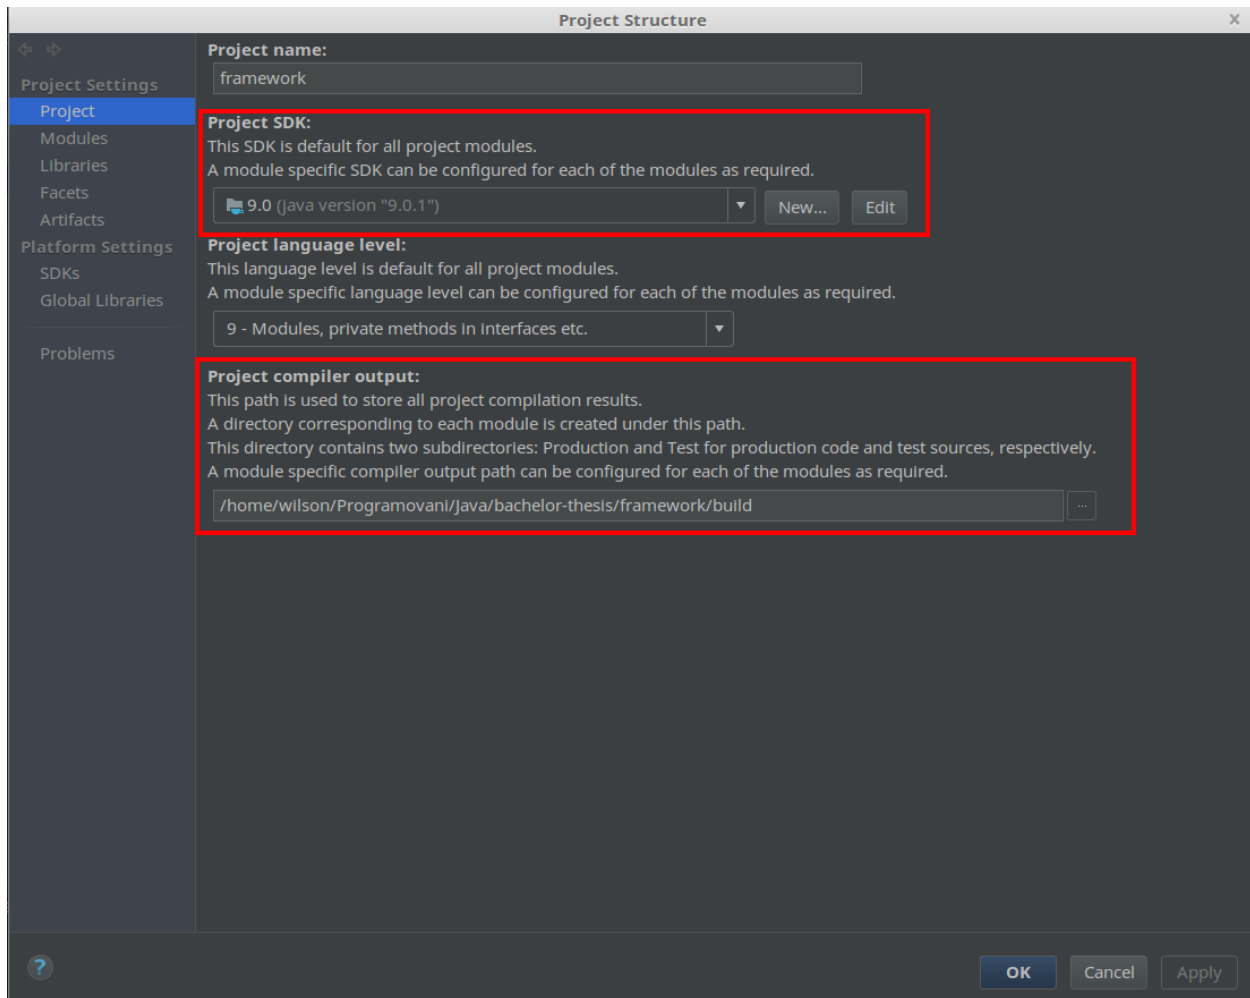 Project Structure
Project name:
framework
Project Settings
Project
Modules
Libraries
Facets
Artifacts
Platform Settings
SDKs
Global Libraries
Problems
Project SDK:
This SDK is default for all project modules.
A module specific SDK can be configured for each of the modules as required.
9.0 (java version "9.0.1")
New...
Edit
Project language level:
This language level is default for all project modules.
A module specific language level can be configured for each of the modules as required.
9 - Modules, private methods in interfaces etc.
Project compiler output:
This path is used to store all project compilation results.
A directory corresponding to each module is created under this path.
This directory contains two subdirectories: Production and Test for production code and test sources, respectively.
A module specific compiler output path can be configured for each of the modules as required.
/home/wilson/Programovani/Java/bachelor-thesis/framework/build
...
?
OK
Cancel
Apply